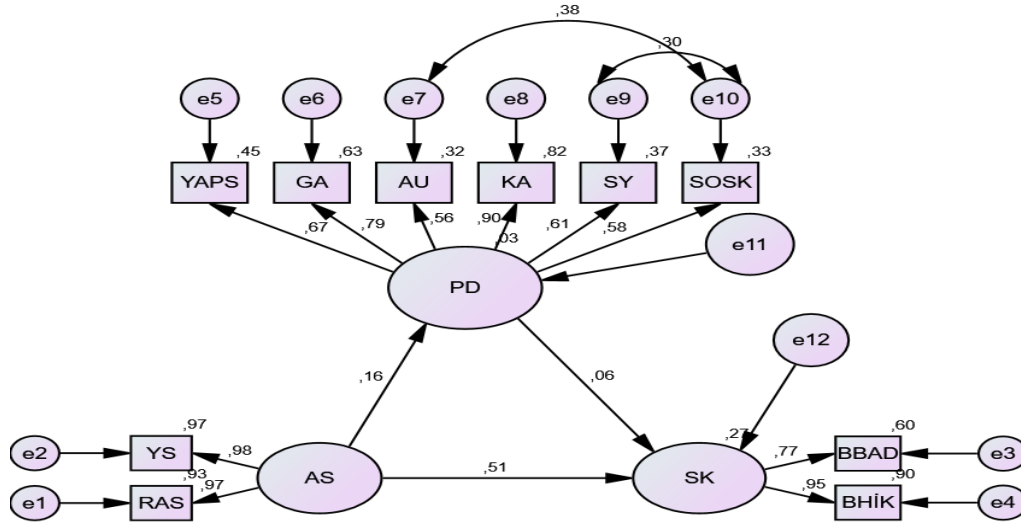 ,38
,30
e5 e6 e7 e8 e9 e10
,45 ,63 ,32 ,82 ,37 ,33
YAPS GA AU KA SY SOSK
,67 ,79 ,56 ,90 ,61 ,58
,03
e11
PD
e12
,16 ,06
,97 ,27 ,60
e2 YS ,98 ,77 BBAD e3
,93 ,51 ,90
AS SK
e1 RAS ,97 ,95 BHİK e4